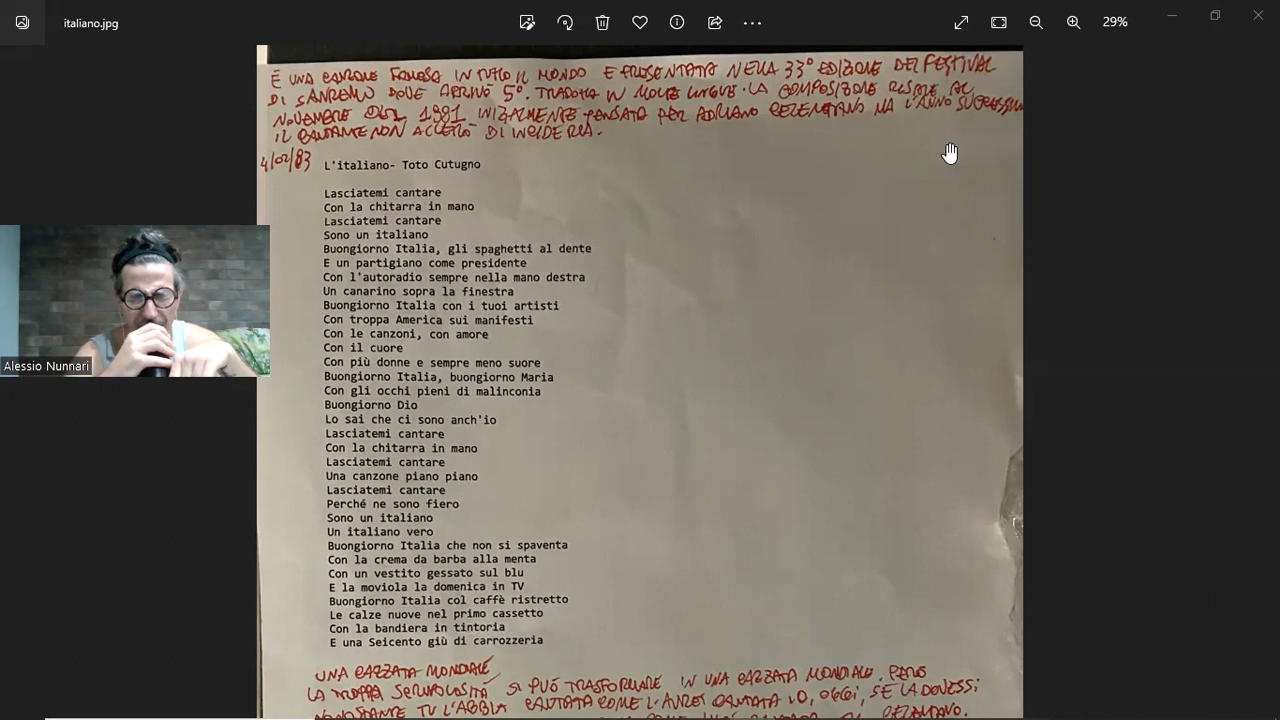 italiano.jpg
29%
È UNA CANZONE FAMOSA IN TUTTO IL MONDO E PRESENTATA NELLA 33° EDIZIONE DEL FESTIVAL
DI SANREMO DOVE ARRIVÒ 5°. TRADOTTA IN MOLTE LINGUE. LA COMPOSIZIONE RISALE AL
NOVEMBRE DEL 1981 INIZIALMENTE PENSATA PER ADRIANO CELENTANO MA L'ANNO
IL CANTANTE NON ACCETTÒ DI INCIDERLA.
4/02/83
L'italiano- Toto Cutugno
Lasciatemi cantare
Con la chitarra in mano
Lasciatemi cantare
Sono un italiano
Buongiorno Italia, gli spaghetti al dente
E un partigiano come presidente
Con l'autoradio sempre nella mano destra
Un canarino sopra la finestra
Buongiorno Italia con i tuoi artisti
Con troppa America sui manifesti
Con le canzoni, con amore
Con il cuore
Con più donne e sempre meno suore
Buongiorno Italia, buongiorno Maria
Con gli occhi pieni di malinconia
Buongiorno Dio
Lo sai che ci sono anch'io
Lasciatemi cantare
Con la chitarra in mano
Lasciatemi cantare
Una canzone piano piano
Lasciatemi cantare
Perché ne sono fiero
Sono un italiano
Un italiano vero
Buongiorno Italia che non si spaventa
Con la crema da barba alla menta
Con un vestito gessato sul blu
E la moviola la domenica in TV
Buongiorno Italia col caffè ristretto
Le calze nuove nel primo cassetto
Con la bandiera in tintoria
E una Seicento giù di carrozzeria
Alessio Nunnari
UNA CAZZATA MONDIALE
LA TROPPA SCRUPOLOSITÀ SI PUÒ TRASFORMARE IN UNA CAZZATA MONDIALE. PERÒ
NONOSTANTE TU L'ABBIA CANTATA COME L'AVREI CANTATA IO, OGGI, SE LA DOVESSI